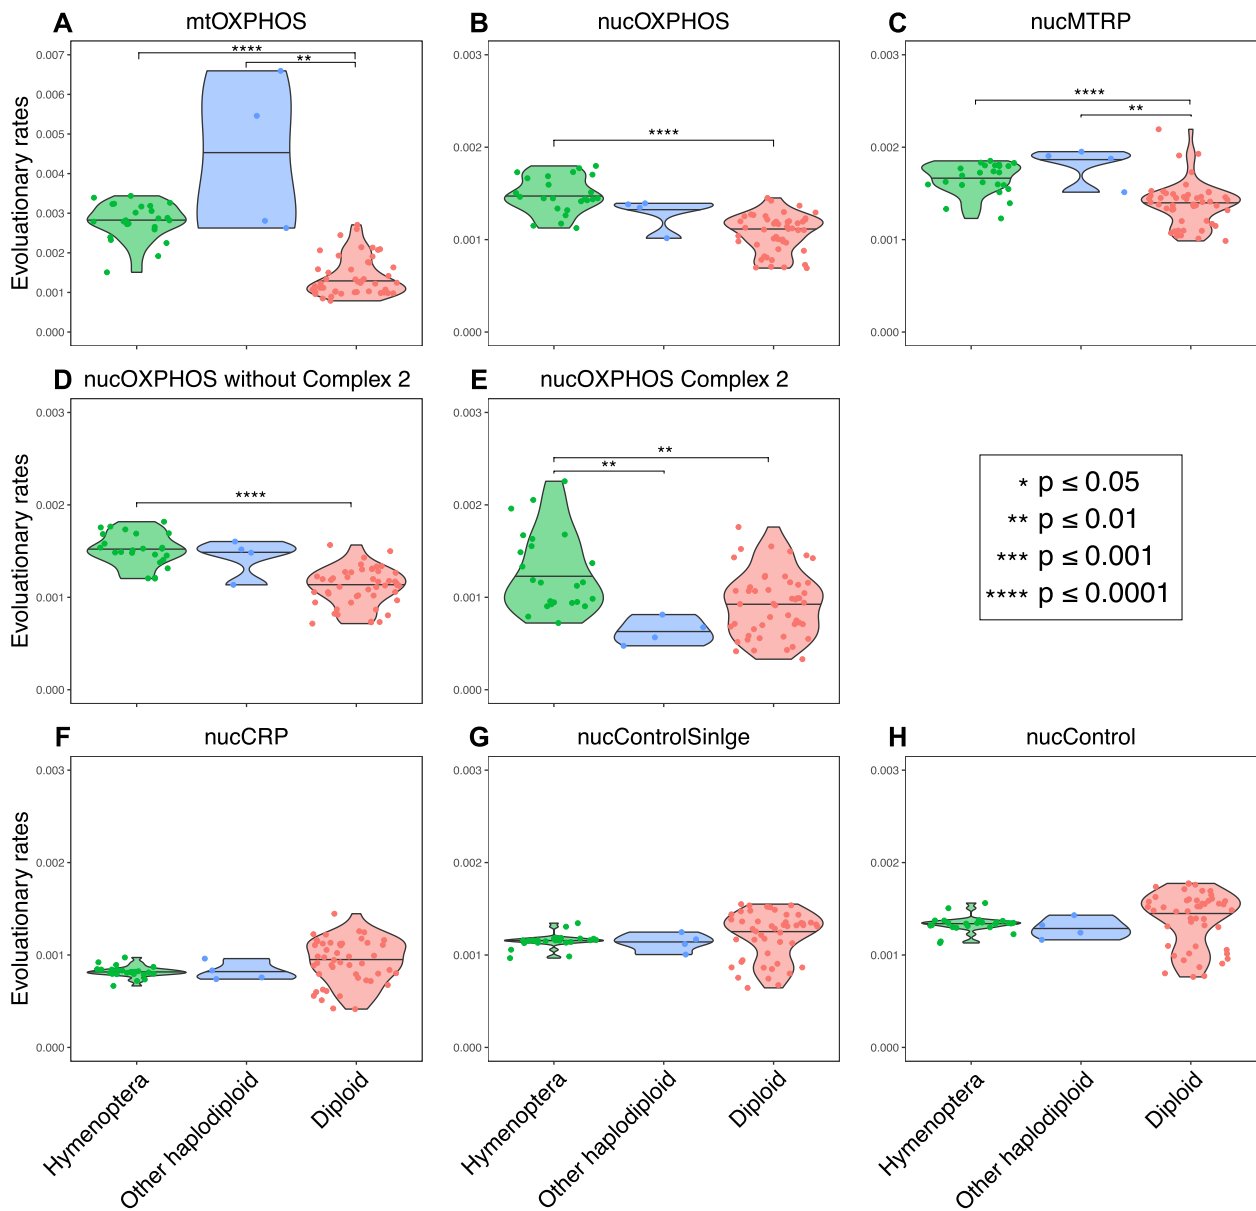 A mtOXPHOS
B nucOXPHOS
C nucMTRP
Evoluationary rates
0.007
0.006
0.005
0.004
0.003
0.002
0.001
0.000
****
**
0.003
0.002
0.001
0.000
****
0.003
0.002
0.001
0.000
****
**
D nucOXPHOS without Complex 2
E nucOXPHOS Complex 2
Evoluationary rates
0.003
0.002
0.001
0.000
****
0.003
0.002
0.001
0.000
**
**
* p ≤ 0.05
** p ≤ 0.01
*** p ≤ 0.001
**** p ≤ 0.0001
F nucCRP
G nucControlSinlge
H nucControl
Evoluationary rates
0.003
0.002
0.001
0.000
0.003
0.002
0.001
0.000
0.003
0.002
0.001
0.000
Hymenoptera
Other haplodiploid
Diploid
Hymenoptera
Other haplodiploid
Diploid
Hymenoptera
Other haplodiploid
Diploid